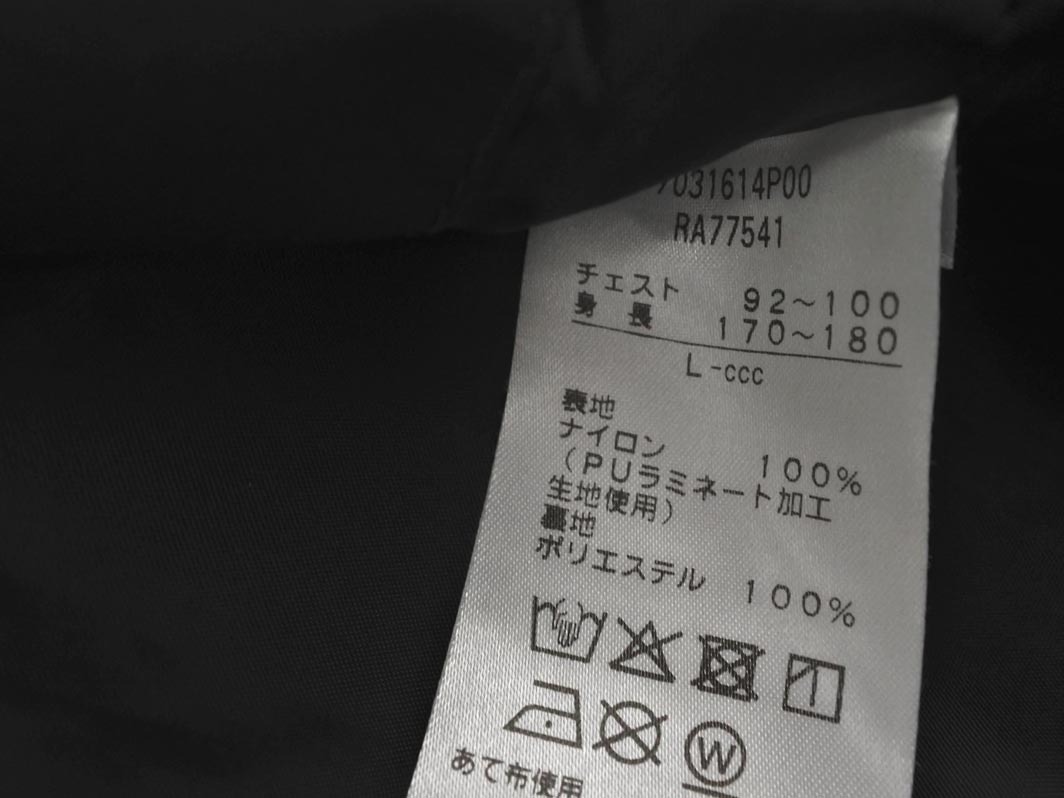 7031614P00
RA77541
チェスト 92～100
身長 170～180
L-ccc
表地
ナイロン 100%
(PUラミネート加工
生地使用)
裏地
ポリエステル 100%
W
あて布使用